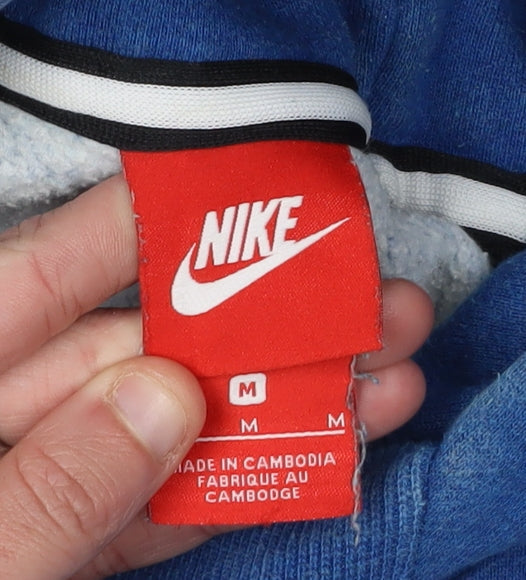 NIKE
M
M M
MADE IN CAMBODIA
FABRIQUE AU
CAMBODGE